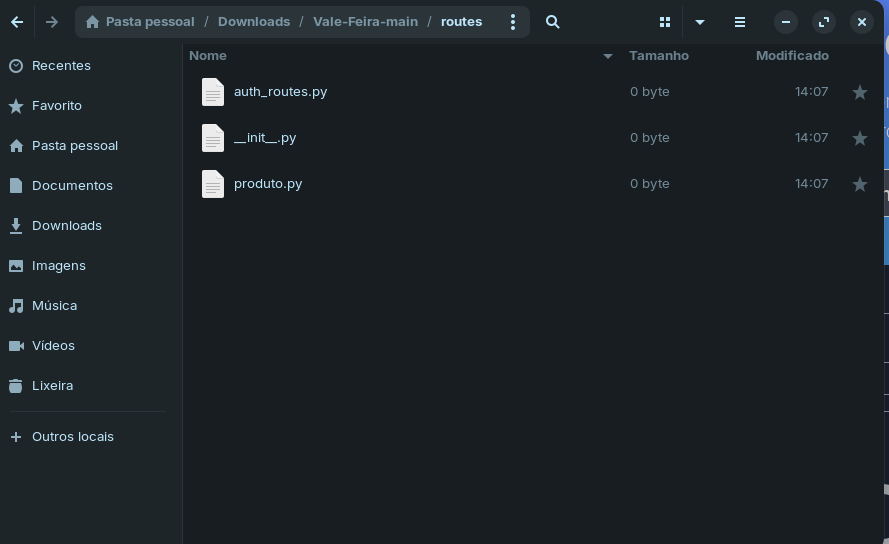 Pasta pessoal / Downloads / Vale-Feira-main / routes
Nome Tamanho Modificado
Recentes
Favorito
Pasta pessoal
Documentos
Downloads
Imagens
Música
Vídeos
Lixeira
Outros locais
auth_routes.py 0 byte 14:07
__init__.py 0 byte 14:07
produto.py 0 byte 14:07